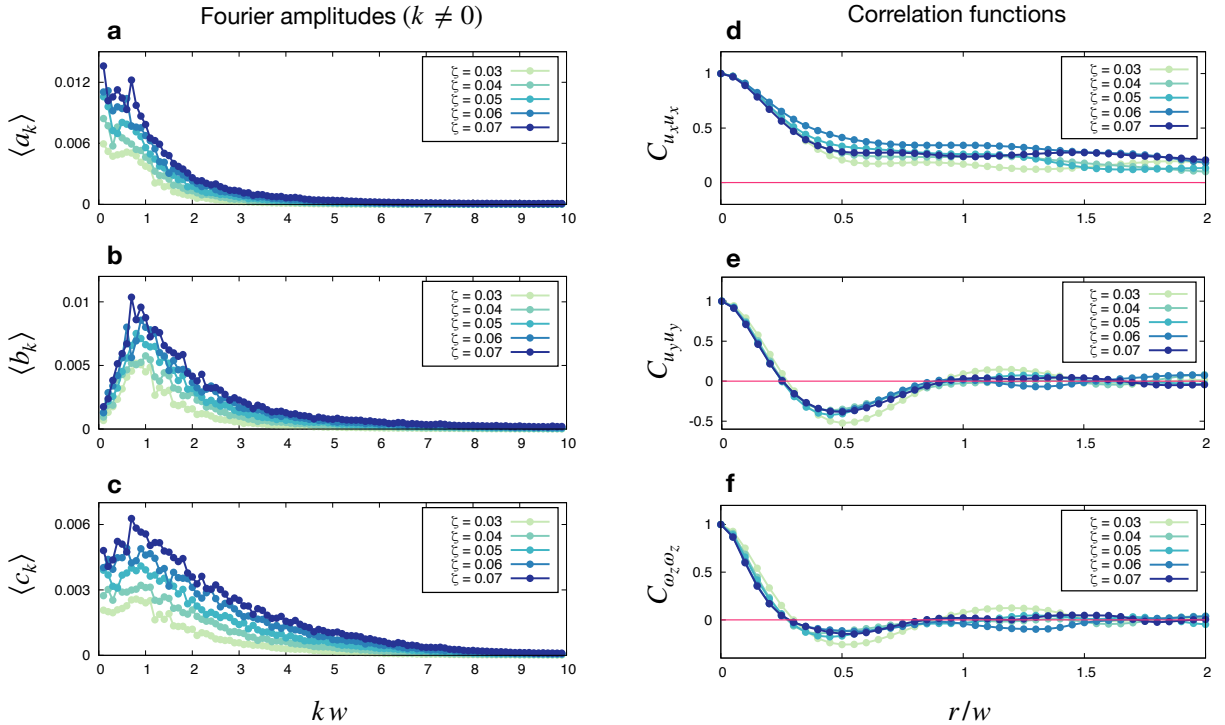 Fourier amplitudes (k ≠ 0)
a
0.012
0.006
0
⟨a_k⟩
ζ = 0.03
ζ = 0.04
ζ = 0.05
ζ = 0.06
ζ = 0.07
0 1 2 3 4 5 6 7 8 9 10
b
0.01
0.005
0
⟨b_k⟩
ζ = 0.03
ζ = 0.04
ζ = 0.05
ζ = 0.06
ζ = 0.07
0 1 2 3 4 5 6 7 8 9 10
c
0.006
0.003
0
⟨c_k⟩
ζ = 0.03
ζ = 0.04
ζ = 0.05
ζ = 0.06
ζ = 0.07
0 1 2 3 4 5 6 7 8 9 10
k w
Correlation functions
d
1
0.5
0
C_{u_x u_x}
ζ = 0.03
ζ = 0.04
ζ = 0.05
ζ = 0.06
ζ = 0.07
0 0.5 1 1.5 2
e
1
0.5
0
-0.5
C_{u_y u_y}
ζ = 0.03
ζ = 0.04
ζ = 0.05
ζ = 0.06
ζ = 0.07
0 0.5 1 1.5 2
f
1
0.5
0
C_{ω_z ω_z}
ζ = 0.03
ζ = 0.04
ζ = 0.05
ζ = 0.06
ζ = 0.07
0 0.5 1 1.5 2
r/w